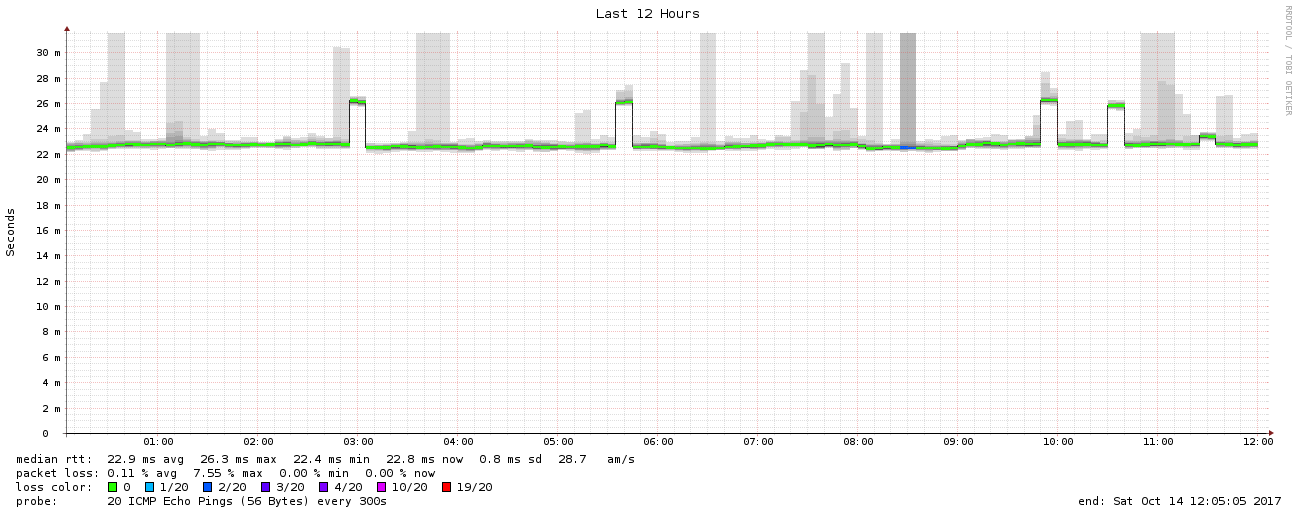 Last 12 Hours
RRDTOOL / TOBI OETIKER
Seconds
30 m
28 m
26 m
24 m
22 m
20 m
18 m
16 m
14 m
12 m
10 m
8 m
6 m
4 m
2 m
0
01:00 02:00 03:00 04:00 05:00 06:00 07:00 08:00 09:00 10:00 11:00 12:00
median rtt: 22.9 ms avg 26.3 ms max 22.4 ms min 22.8 ms now 0.8 ms sd 28.7 am/s
packet loss: 0.11 % avg 7.55 % max 0.00 % min 0.00 % now
loss color: 0 1/20 2/20 3/20 4/20 10/20 19/20
probe: 20 ICMP Echo Pings (56 Bytes) every 300s end: Sat Oct 14 12:05:05 2017